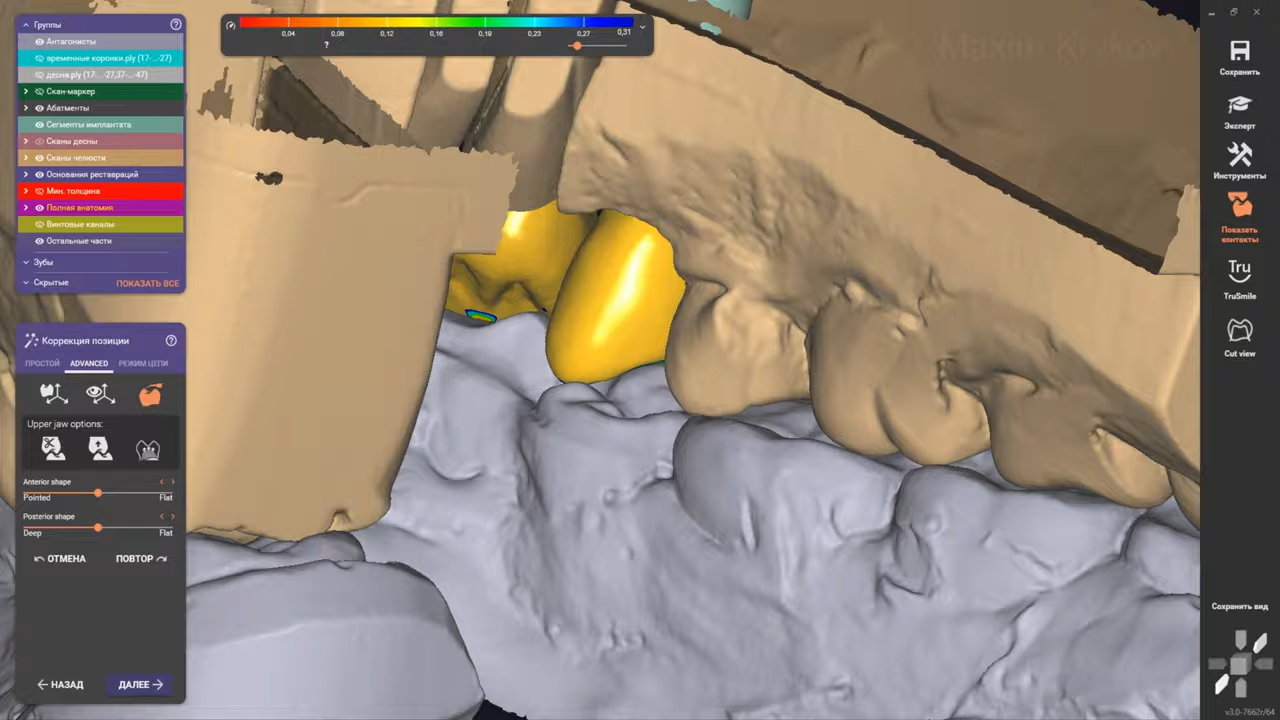 Группы
Антагонисты
временные коронки.ply (17-...-27)
десна.ply (17-...-27,37-...-47)
Скан-маркер
Абатменты
Сегменты имплантата
Сканы десны
Сканы челюсти
Основания реставраций
Мин. толщина
Полная анатомия
Винтовые каналы
Остальные части
Зубы
Скрытые
ПОКАЗАТЬ ВСЕ
0,04 0,08 0,12 0,16 0,19 0,23 0,27 0,31
?
Коррекция позиции
ПРОСТОЙ ADVANCED РЕЖИМ ЦЕПИ
Upper jaw options:
Anterior shape
Pointed Flat
Posterior shape
Deep Flat
ОТМЕНА ПОВТОР
НАЗАД ДАЛЕЕ
Сохранить
Эксперт
Инструменты
Показать
контакты
Tru
TruSmile
Cut view
Сохранить вид
v3.0-7662r/64